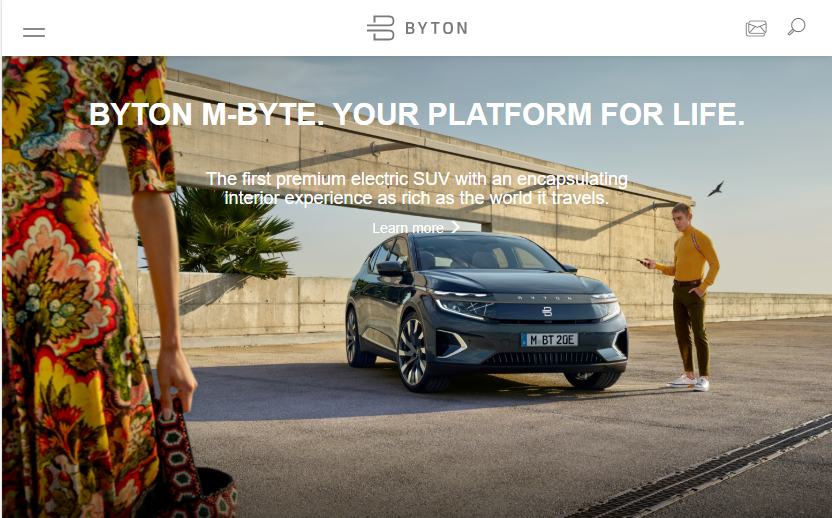 BYTON
BYTON M-BYTE. YOUR PLATFORM FOR LIFE.
The first premium electric SUV with an encapsulating
interior experience as rich as the world it travels.
Learn more
BYTON
M BT 20E